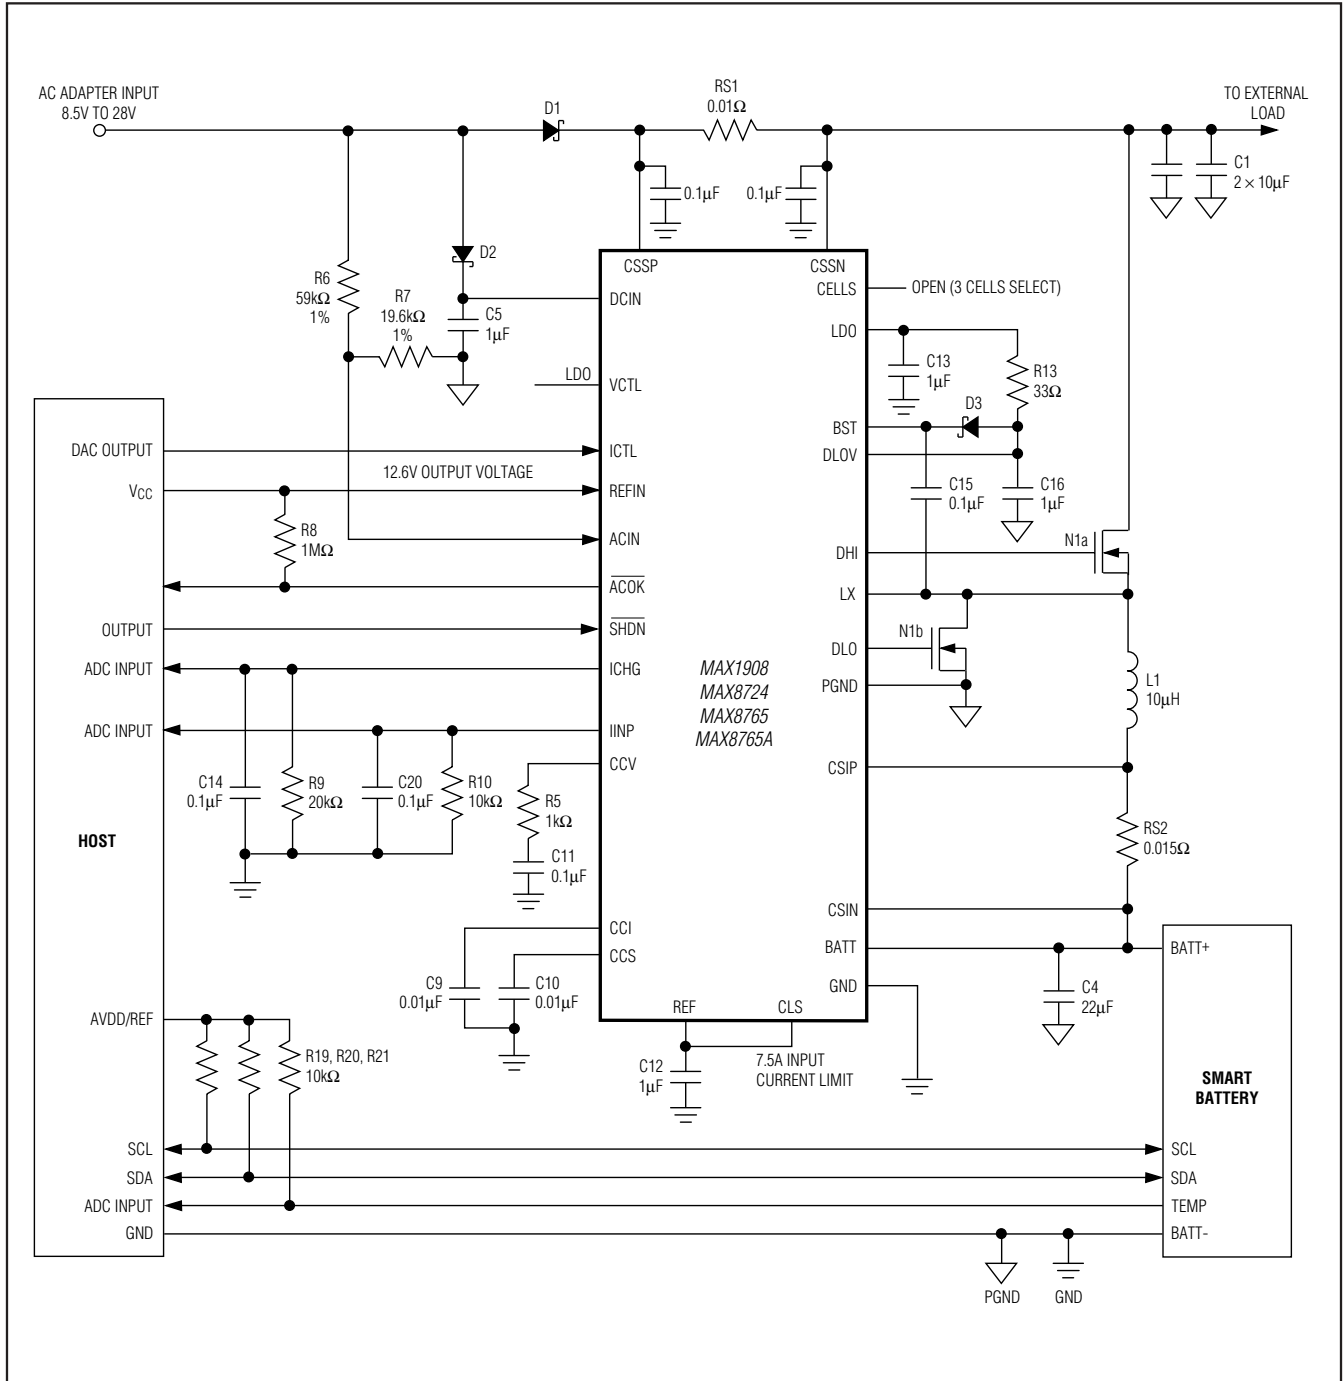 AC ADAPTER INPUT
8.5V TO 28V
D1
RS1
0.01Ω
TO EXTERNAL
LOAD
C1
2 × 10µF
0.1µF
0.1µF
D2
R6
59kΩ
1%
R7
19.6kΩ
1%
C5
1µF
CSSP
CSSN
CELLS
OPEN (3 CELLS SELECT)
DCIN
LDO
C13
1µF
R13
33Ω
LDO
VCTL
D3
BST
DLOV
DAC OUTPUT
ICTL
12.6V OUTPUT VOLTAGE
VCC
REFIN
C15
0.1µF
C16
1µF
R8
1MΩ
ACIN
DHI
N1a
ACOK
LX
OUTPUT
SHDN
N1b
DLO
ADC INPUT
ICHG
MAX1908
MAX8724
MAX8765
MAX8765A
PGND
L1
10µH
ADC INPUT
IINP
CCV
CSIP
C14
0.1µF
R9
20kΩ
C20
0.1µF
R10
10kΩ
R5
1kΩ
HOST
C11
0.1µF
RS2
0.015Ω
CSIN
CCI
BATT
BATT+
CCS
C9
0.01µF
C10
0.01µF
GND
C4
22µF
REF
CLS
AVDD/REF
R19, R20, R21
10kΩ
C12
1µF
7.5A INPUT
CURRENT LIMIT
SMART
BATTERY
SCL
SCL
SDA
SDA
ADC INPUT
TEMP
GND
BATT-
PGND
GND